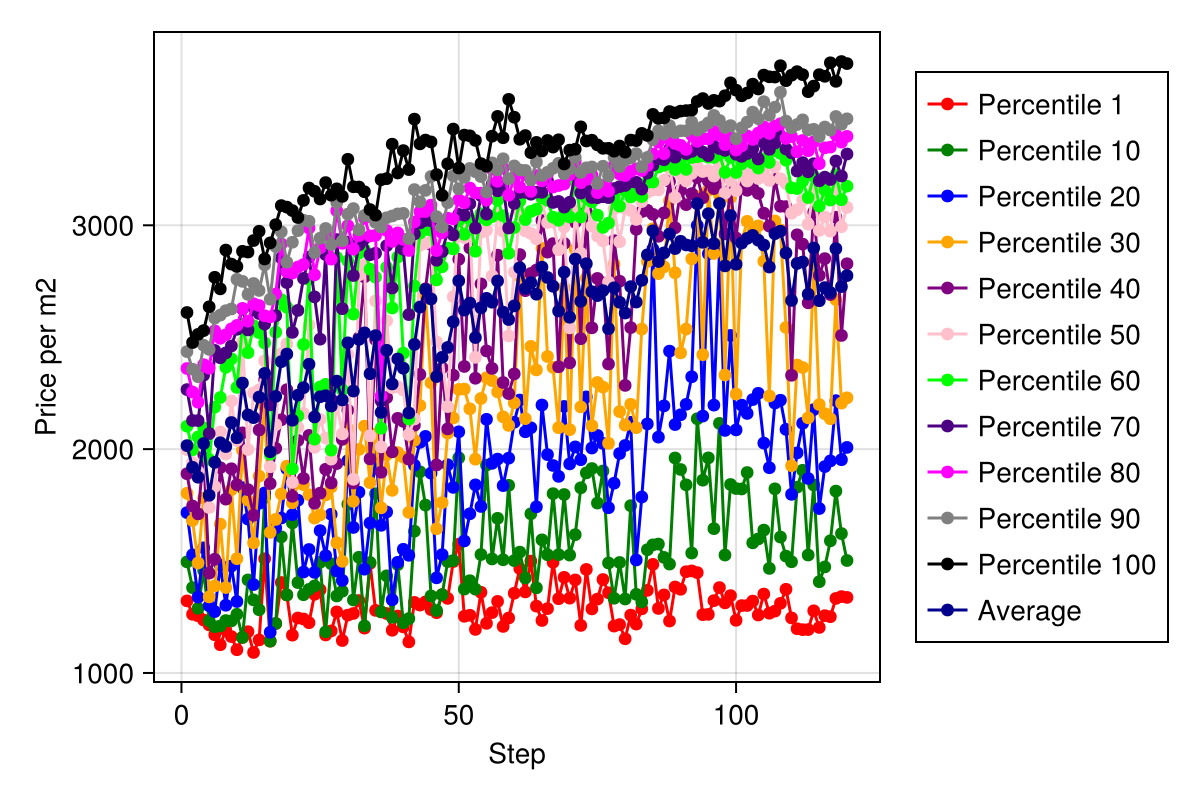 Price per m2
3000
2000
1000
0
50
100
Step
Percentile 1
Percentile 10
Percentile 20
Percentile 30
Percentile 40
Percentile 50
Percentile 60
Percentile 70
Percentile 80
Percentile 90
Percentile 100
Average